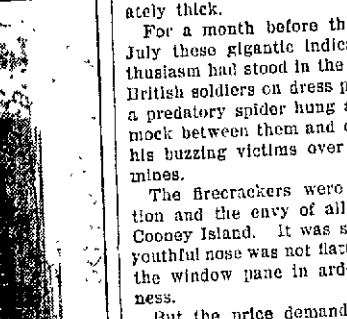 ately thick.
For a month before th
July these gigantic indic
thusiasm had stood in the
British soldiers on dress p
a predatory spider hung a
mock between them and
his buzzing victims over
mines.
The firecrackers were
tion and the envy of all
Cooney Island. It was s
youthful nose was not flat
the window pane in ard
ness.
But the price demand